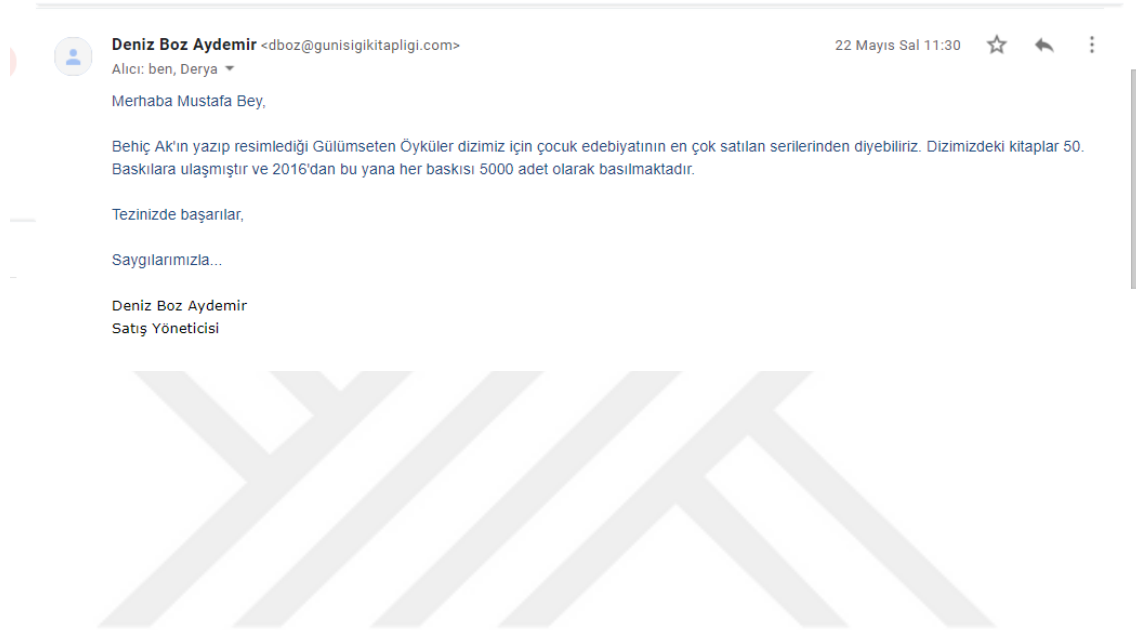 Deniz Boz Aydemir <dboz@gunisigikitapligi.com> 22 Mayıs Sal 11:30
Alıcı: ben, Derya
Merhaba Mustafa Bey,
Behiç Ak'ın yazıp resimlediği Gülümseten Öyküler dizimiz için çocuk edebiyatının en çok satılan serilerinden diyebiliriz. Dizimizdeki kitaplar 50.
Baskılara ulaşmıştır ve 2016'dan bu yana her baskısı 5000 adet olarak basılmaktadır.
Tezinizde başarılar,
Saygılarımızla...
Deniz Boz Aydemir
Satış Yöneticisi